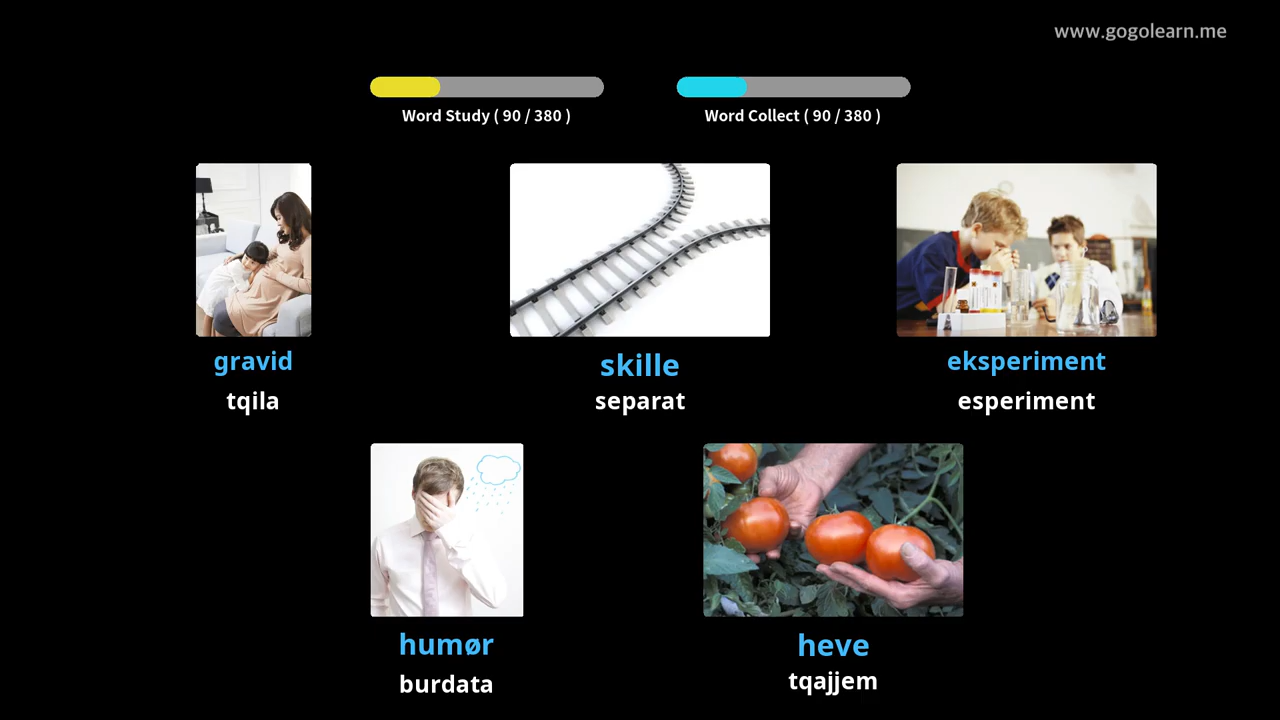 www.gogolearn.me
Word Study ( 90 / 380 )
Word Collect ( 90 / 380 )
gravid
tqila
skille
separat
eksperiment
esperiment
humør
burdata
heve
tqajjem